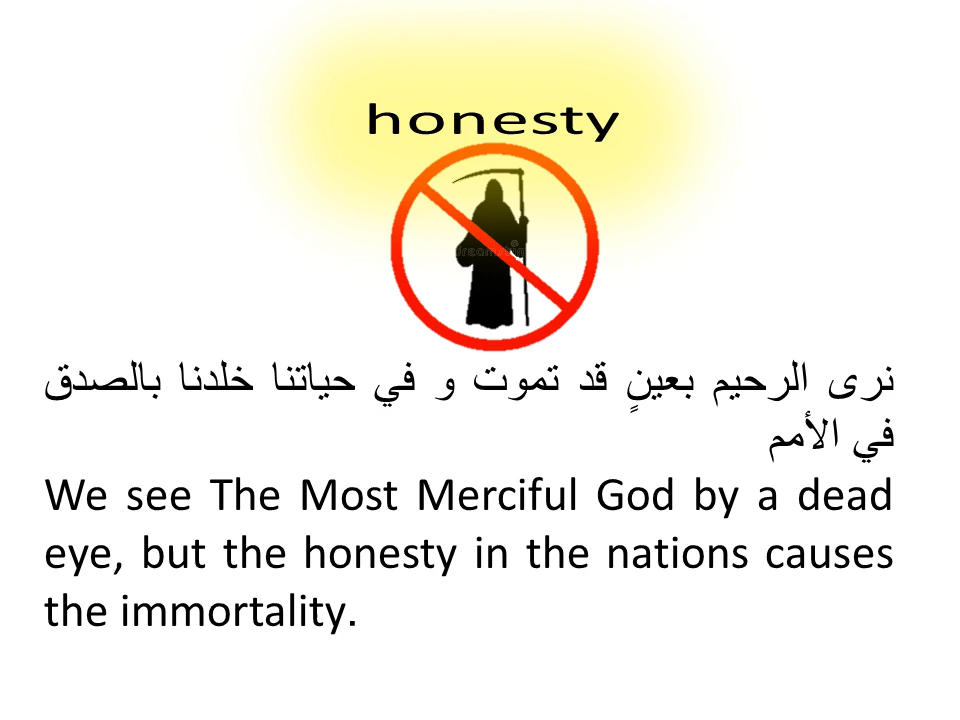 honesty
dreamstime
نرى الرحيم بعينٍ قد تموت و في حياتنا خلدنا بالصدق
في الأمم
We see The Most Merciful God by a dead
eye, but the honesty in the nations causes
the immortality.